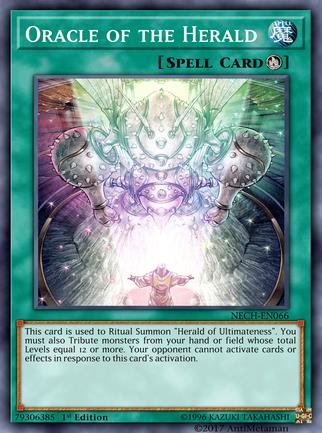 Oracle of the Herald
[Spell Card]
NECH-EN066
This card is used to Ritual Summon "Herald of Ultimateness". You
must also Tribute monsters from your hand or field whose total
Levels equal 12 or more. Your opponent cannot activate cards or
effects in response to this card's activation.
79306385 1st Edition ©1996 KAZUKI TAKAHASHI
©2017 AntiMetaman